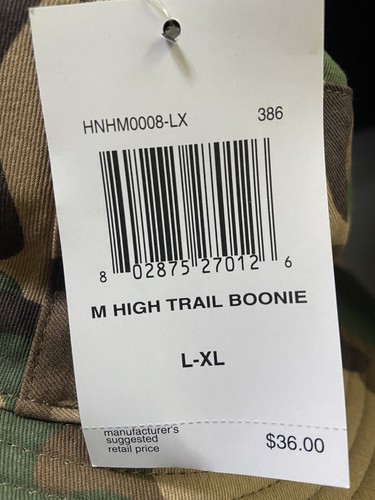 HNHM0008-LX 386
8 02875 27012 6
M HIGH TRAIL BOONIE
L-XL
manufacturer's
suggested
retail price $36.00